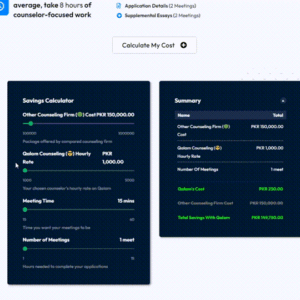 average, take 8 hours of
counselor-focused work
Application Details (2 Meetings)
Supplemental Essays (2 Meetings)
Calculate My Cost
Savings Calculator
Other Counseling Firm Cost PKR 150,000.00
Package offered by compared counseling firm
Qalam Counseling Hourly PKR
Rate 1,000.00
Your chosen counselor's hourly rate on Qalam
Meeting Time 15 mins
Time you want your meetings to be
Number of Meetings 1 meet
Hours needed to complete your applications
Summary
Name Total
Other Counseling Firm PKR 150,000.00
Cost
Qalam Counseling PKR 1,000.00
Hourly Rate
Number Of Meetings 1 meet
Qalam's Cost PKR 250.00
Other Counseling Firm Cost PKR 150,000.00
Total Savings With Qalam PKR 149,750.00